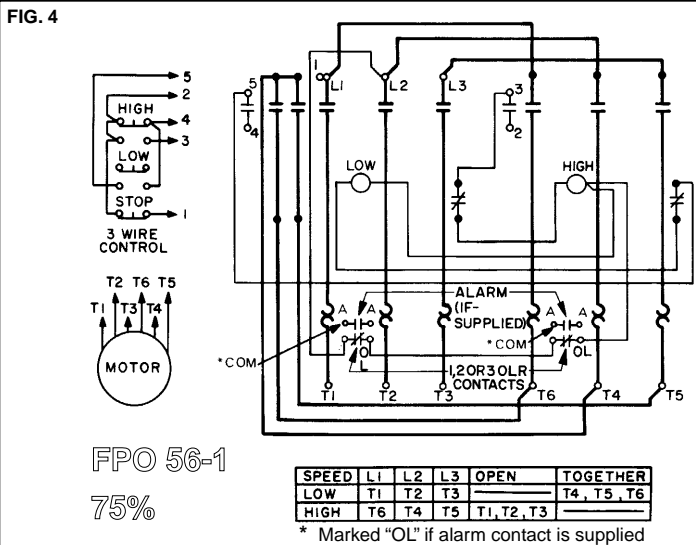 FIG. 4
5
2
HIGH
4
3
LOW
STOP
1
3 WIRE
CONTROL
T2 T6 T5
T1 T3 T4
MOTOR
5
4
1
L1
L2
L3
3
2
LOW
HIGH
ALARM
(IF-
SUPPLIED)
A A
A A
*COM
*COM
OL
OL
1,2 OR 3 OLR
CONTACTS
T1 T2 T3 T6 T4 T5
FPO 56-1
75%
SPEED L1 L2 L3 OPEN TOGETHER
LOW T1 T2 T3 —— T4, T5, T6
HIGH T6 T4 T5 T1, T2, T3 ——
* Marked “OL” if alarm contact is supplied